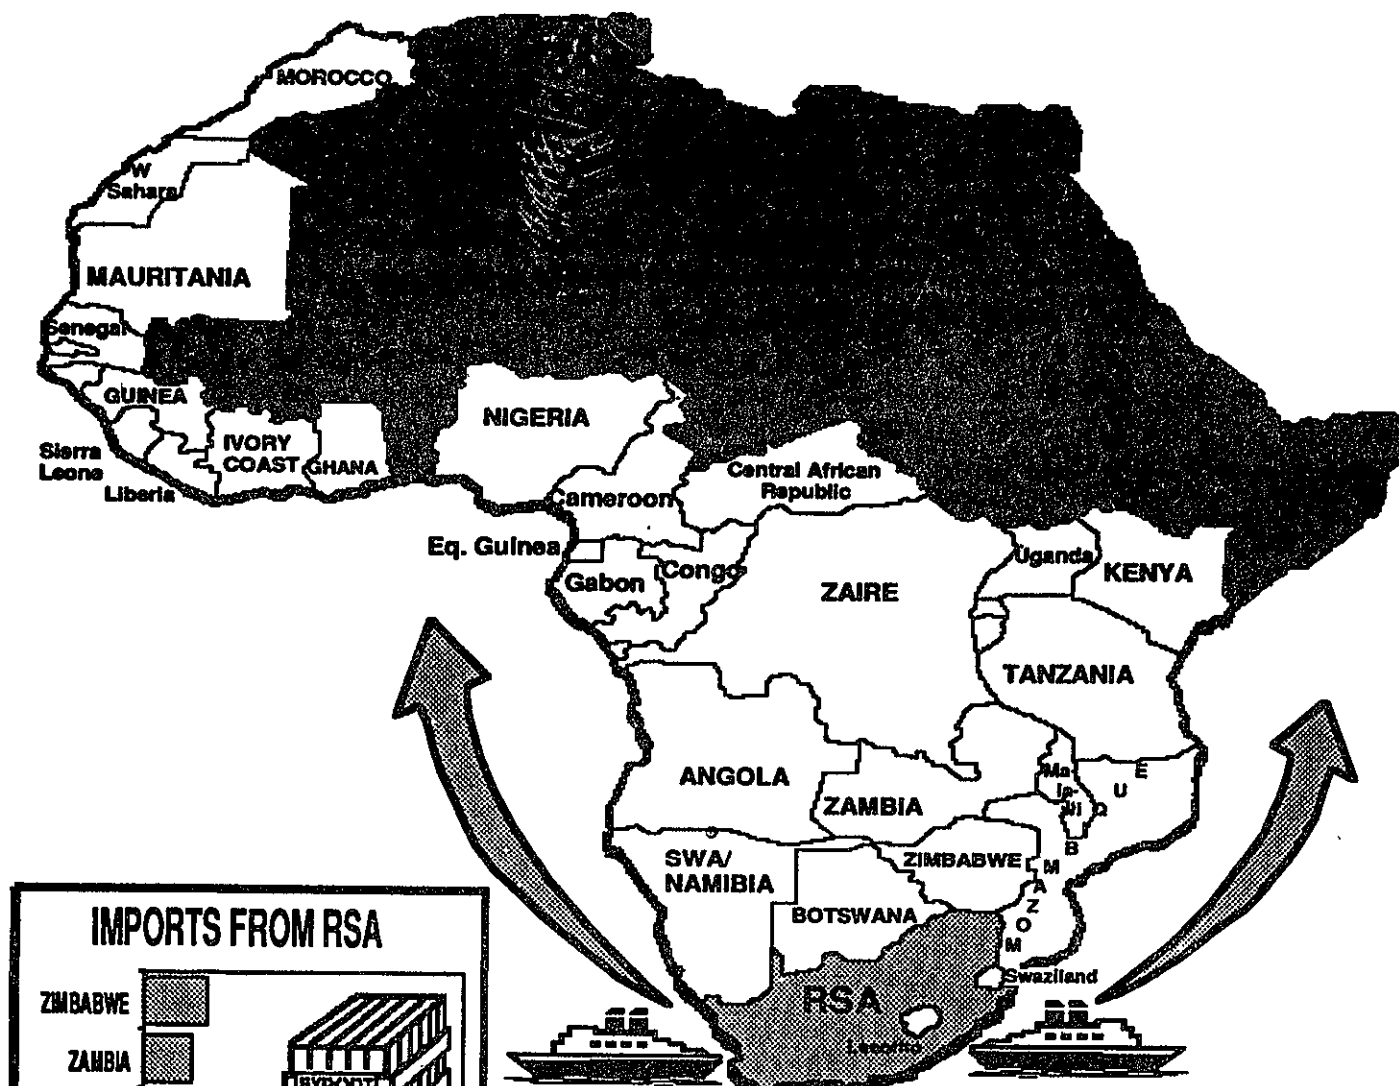 MOROCCO
W
Sahara
MAURITANIA
Senegal
GUINEA
Sierra
Leone
Liberia
IVORY
COAST
GHANA
NIGERIA
Cameroon
Central African
Republic
Eq. Guinea
Gabon
Congo
ZAIRE
Uganda
KENYA
TANZANIA
ANGOLA
ZAMBIA
Ma-
la-
wi
M O Z A M B Q U E
SWA/
NAMIBIA
ZIMBABWE
BOTSWANA
Swaziland
RSA
Lesotho
IMPORTS FROM RSA
ZIMBABWE
ZAMBIA
EXPORT